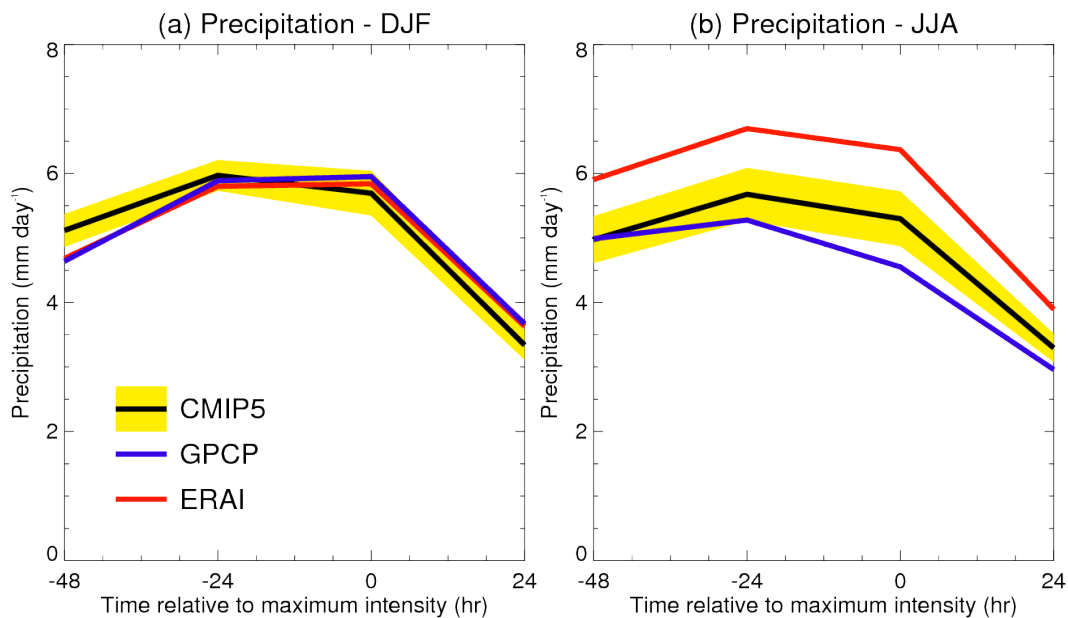 (a) Precipitation - DJF
Precipitation (mm day⁻¹)
8
6
4
2
0
CMIP5
GPCP
ERAI
-48
-24
0
24
Time relative to maximum intensity (hr)
(b) Precipitation - JJA
Precipitation (mm day⁻¹)
8
6
4
2
0
-48
-24
0
24
Time relative to maximum intensity (hr)